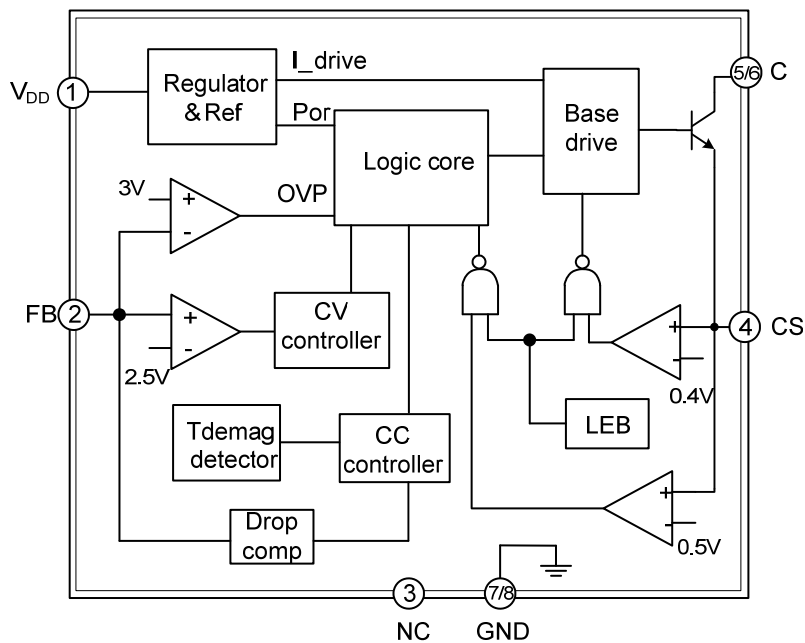 I_drive
Regulator
&Ref
Por
VDD
1
5/6
C
Base
drive
Logic core
3V
+
-
OVP
FB
2
+
-
2.5V
CV
controller
+
-
0.4V
4
CS
Tdemag
detector
CC
controller
LEB
Drop
comp
+
-
0.5V
3
NC
7/8
GND